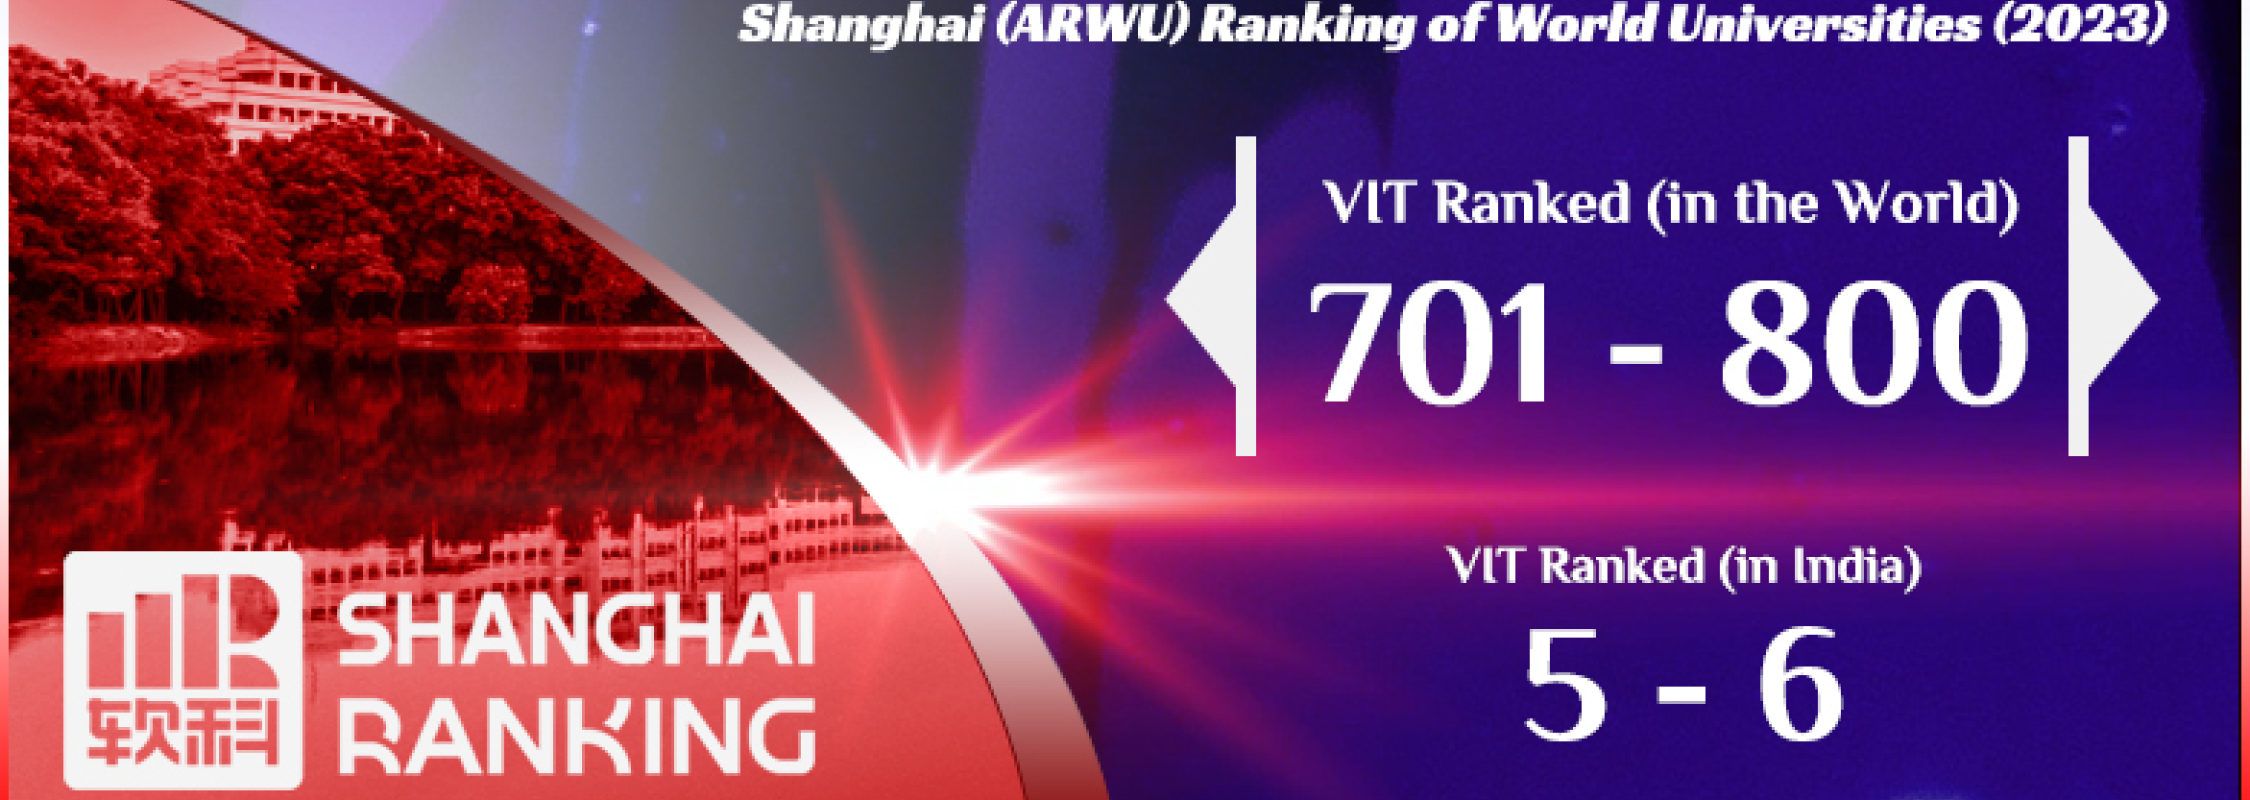 Shanghai (ARWU) Ranking of World Universities (2023)
VIT Ranked (in the World)
701 - 800
VIT Ranked (in India)
5 - 6
软科
SHANGHAI
RANKING